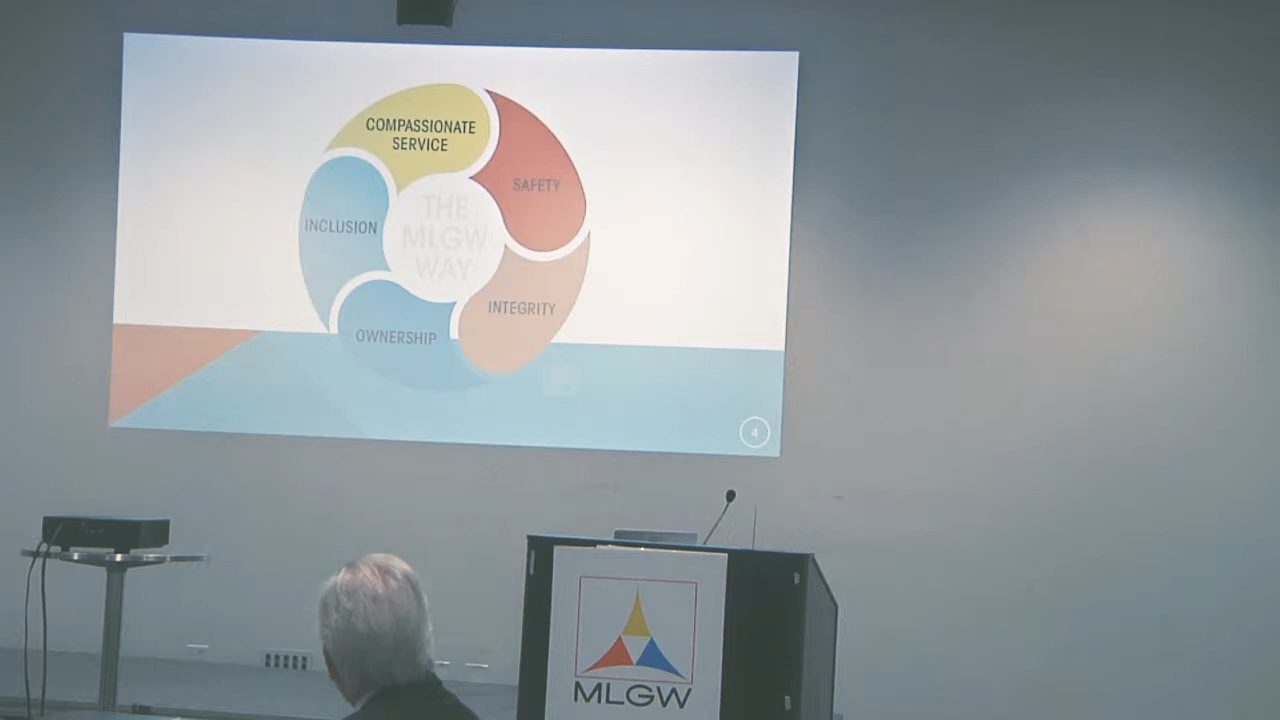 COMPASSIONATE
SERVICE
SAFETY
INCLUSION
THE
MLGW
WAY
INTEGRITY
OWNERSHIP
4
MLGW